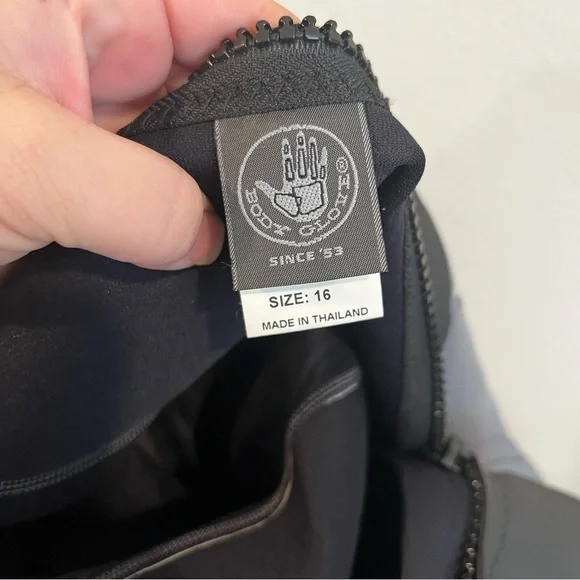 BODY GLOVE®
SINCE '53
SIZE: 16
MADE IN THAILAND